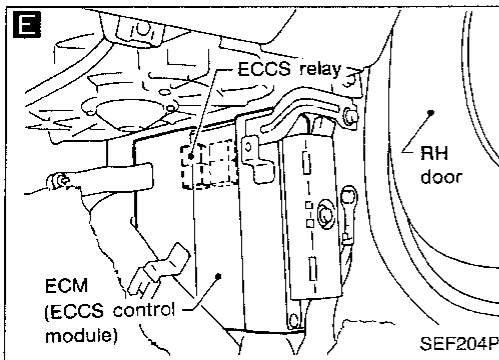 E
ECCS relay
RH
door
ECM
(ECCS control
module)
SEF204P